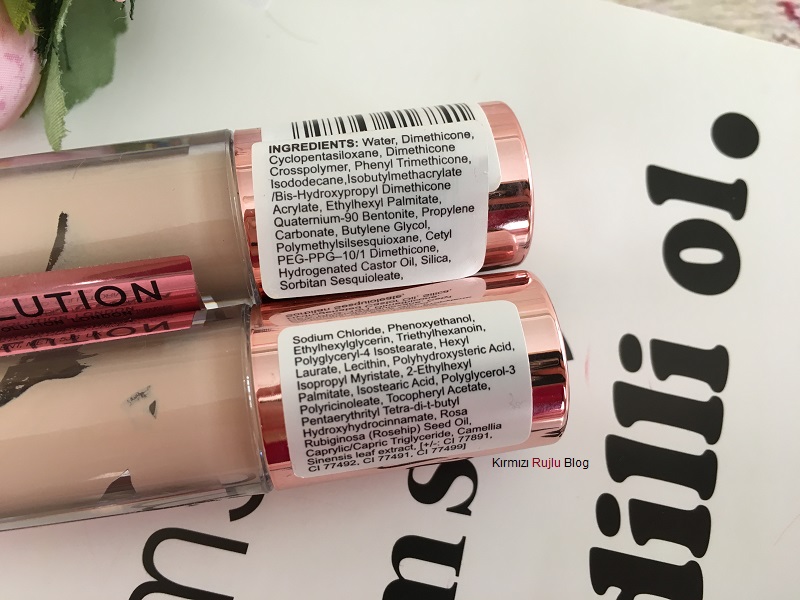 INGREDIENTS: Water, Dimethicone,
Cyclopentasiloxane, Dimethicone
Crosspolymer, Phenyl Trimethicone,
Isododecane,Isobutylmethacrylate
/Bis-Hydroxypropyl Dimethicone
Acrylate, Ethylhexyl Palmitate,
Quaternium-90 Bentonite, Propylene
Carbonate, Butylene Glycol,
Polymethylsilsesquioxane, Cetyl
PEG-PPG–10/1 Dimethicone,
Hydrogenated Castor Oil, Silica,
Sorbitan Sesquioleate,
LUTION
Sodium Chloride, Phenoxyethanol,
Ethylhexylglycerin, Triethylhexanoin,
Polyglyceryl-4 Isostearate, Hexyl
Laurate, Lecithin, Polyhydroxysteric Acid,
Isopropyl Myristate, 2-Ethylhexyl
Palmitate, Isostearic Acid, Polyglycerol-3
Polyricinoleate, Tocopheryl Acetate,
Pentaerythrityl Tetra-di-t-butyl
Hydroxyhydrocinnamate, Rosa
Rubiginosa (Rosehip) Seed Oil,
Caprylic/Capric Triglyceride, Camellia
Sinensis leaf extract, [+/-: CI 77891,
CI 77492, CI 77491, CI 77499]
Kırmızı Rujlu Blog
dilli ol.